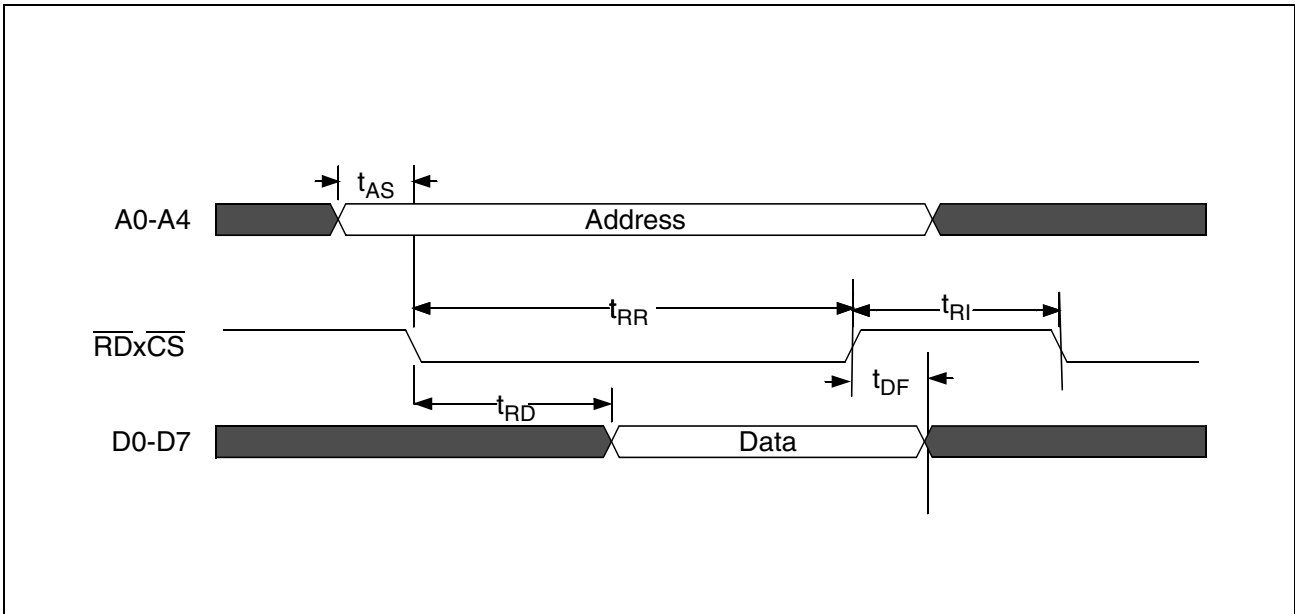 tAS
A0-A4
Address
tRR
tRI
RDxCS
tDF
tRD
D0-D7
Data